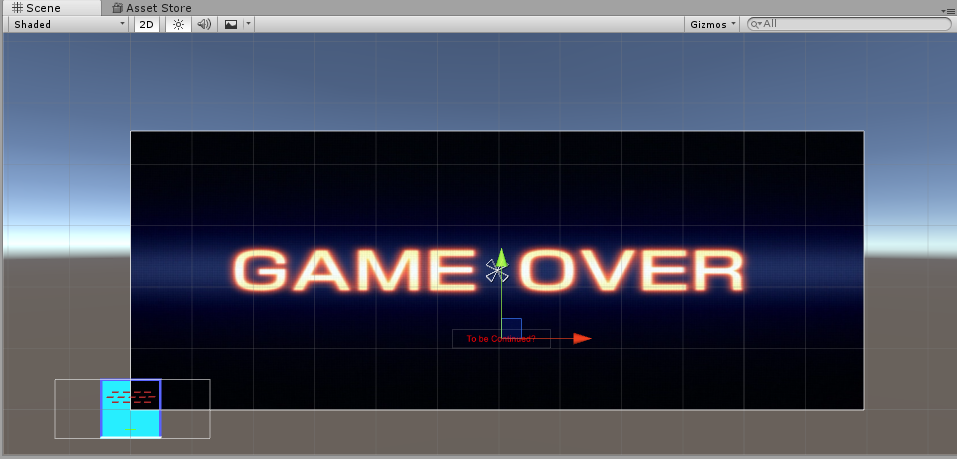 Scene
Asset Store
Shaded
2D
Gizmos
All
GAME OVER
To be Continued?